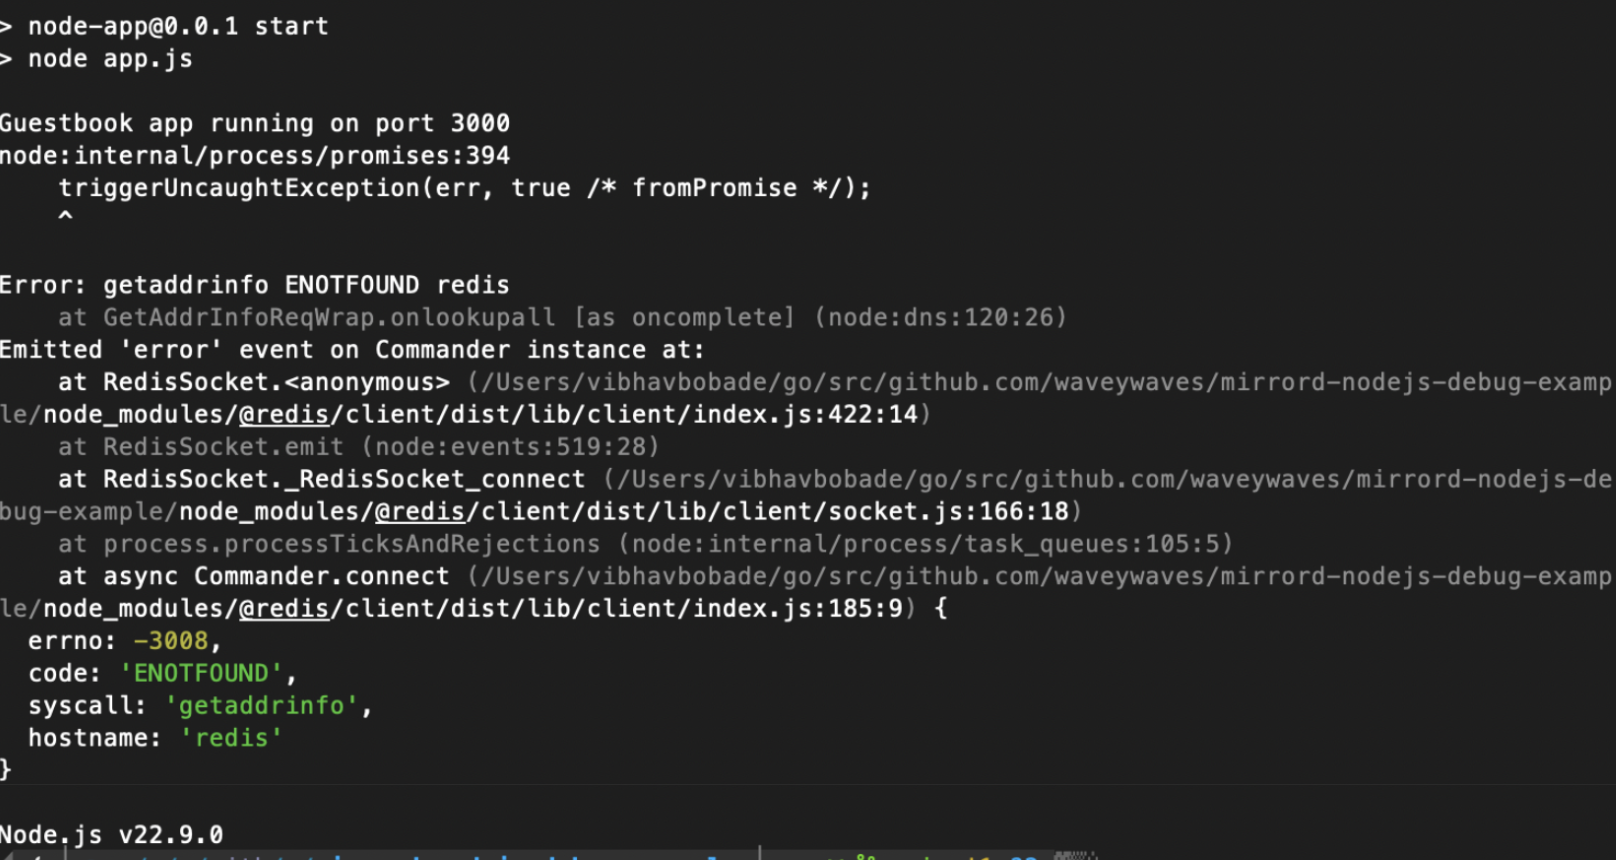 > node-app@0.0.1 start
> node app.js
Guestbook app running on port 3000
node:internal/process/promises:394
triggerUncaughtException(err, true /* fromPromise */);
^
Error: getaddrinfo ENOTFOUND redis
at GetAddrInfoReqWrap.onlookupall [as oncomplete] (node:dns:120:26)
Emitted 'error' event on Commander instance at:
at RedisSocket.<anonymous> (/Users/vibhavbobade/go/src/github.com/waveywaves/mirrord-nodejs-debug-examp
le/node_modules/@redis/client/dist/lib/client/index.js:422:14)
at RedisSocket.emit (node:events:519:28)
at RedisSocket._RedisSocket_connect (/Users/vibhavbobade/go/src/github.com/waveywaves/mirrord-nodejs-de
bug-example/node_modules/@redis/client/dist/lib/client/socket.js:166:18)
at process.processTicksAndRejections (node:internal/process/task_queues:105:5)
at async Commander.connect (/Users/vibhavbobade/go/src/github.com/waveywaves/mirrord-nodejs-debug-examp
le/node_modules/@redis/client/dist/lib/client/index.js:185:9) {
errno: -3008,
code: 'ENOTFOUND',
syscall: 'getaddrinfo',
hostname: 'redis'
}
Node.js v22.9.0